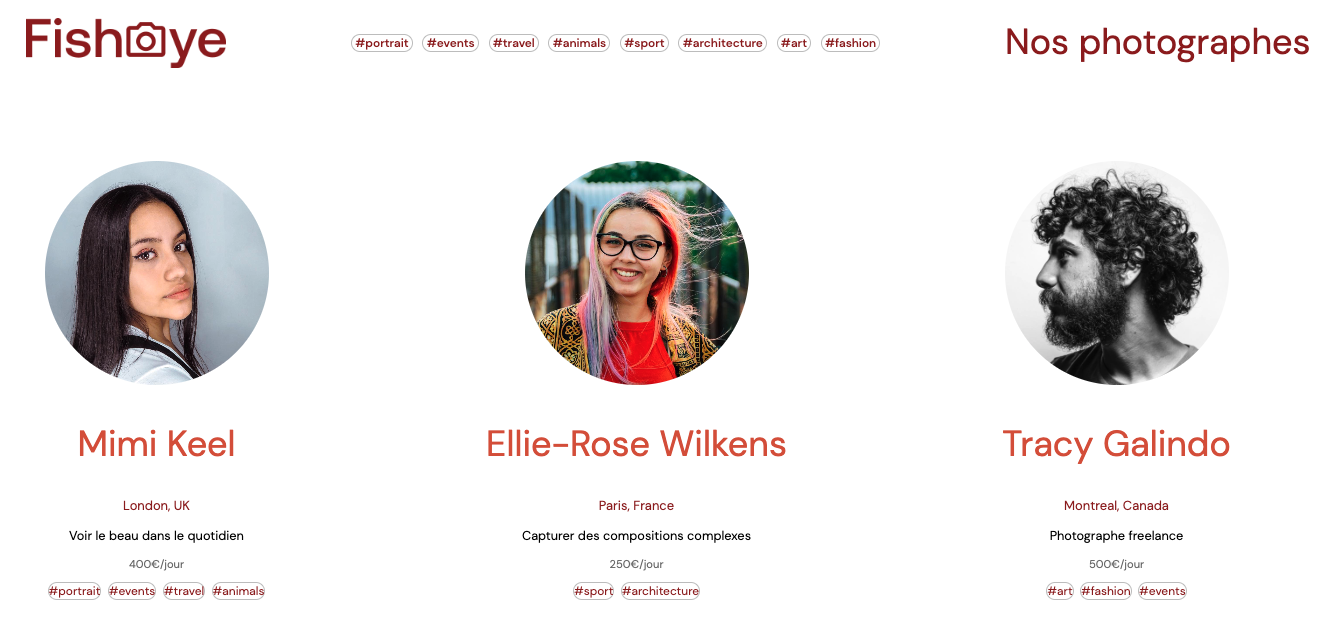 Fisheye
#portrait #events #travel #animals #sport #architecture #art #fashion
Nos photographes
Mimi Keel
London, UK
Voir le beau dans le quotidien
400€/jour
#portrait #events #travel #animals
Ellie-Rose Wilkens
Paris, France
Capturer des compositions complexes
250€/jour
#sport #architecture
Tracy Galindo
Montreal, Canada
Photographe freelance
500€/jour
#art #fashion #events